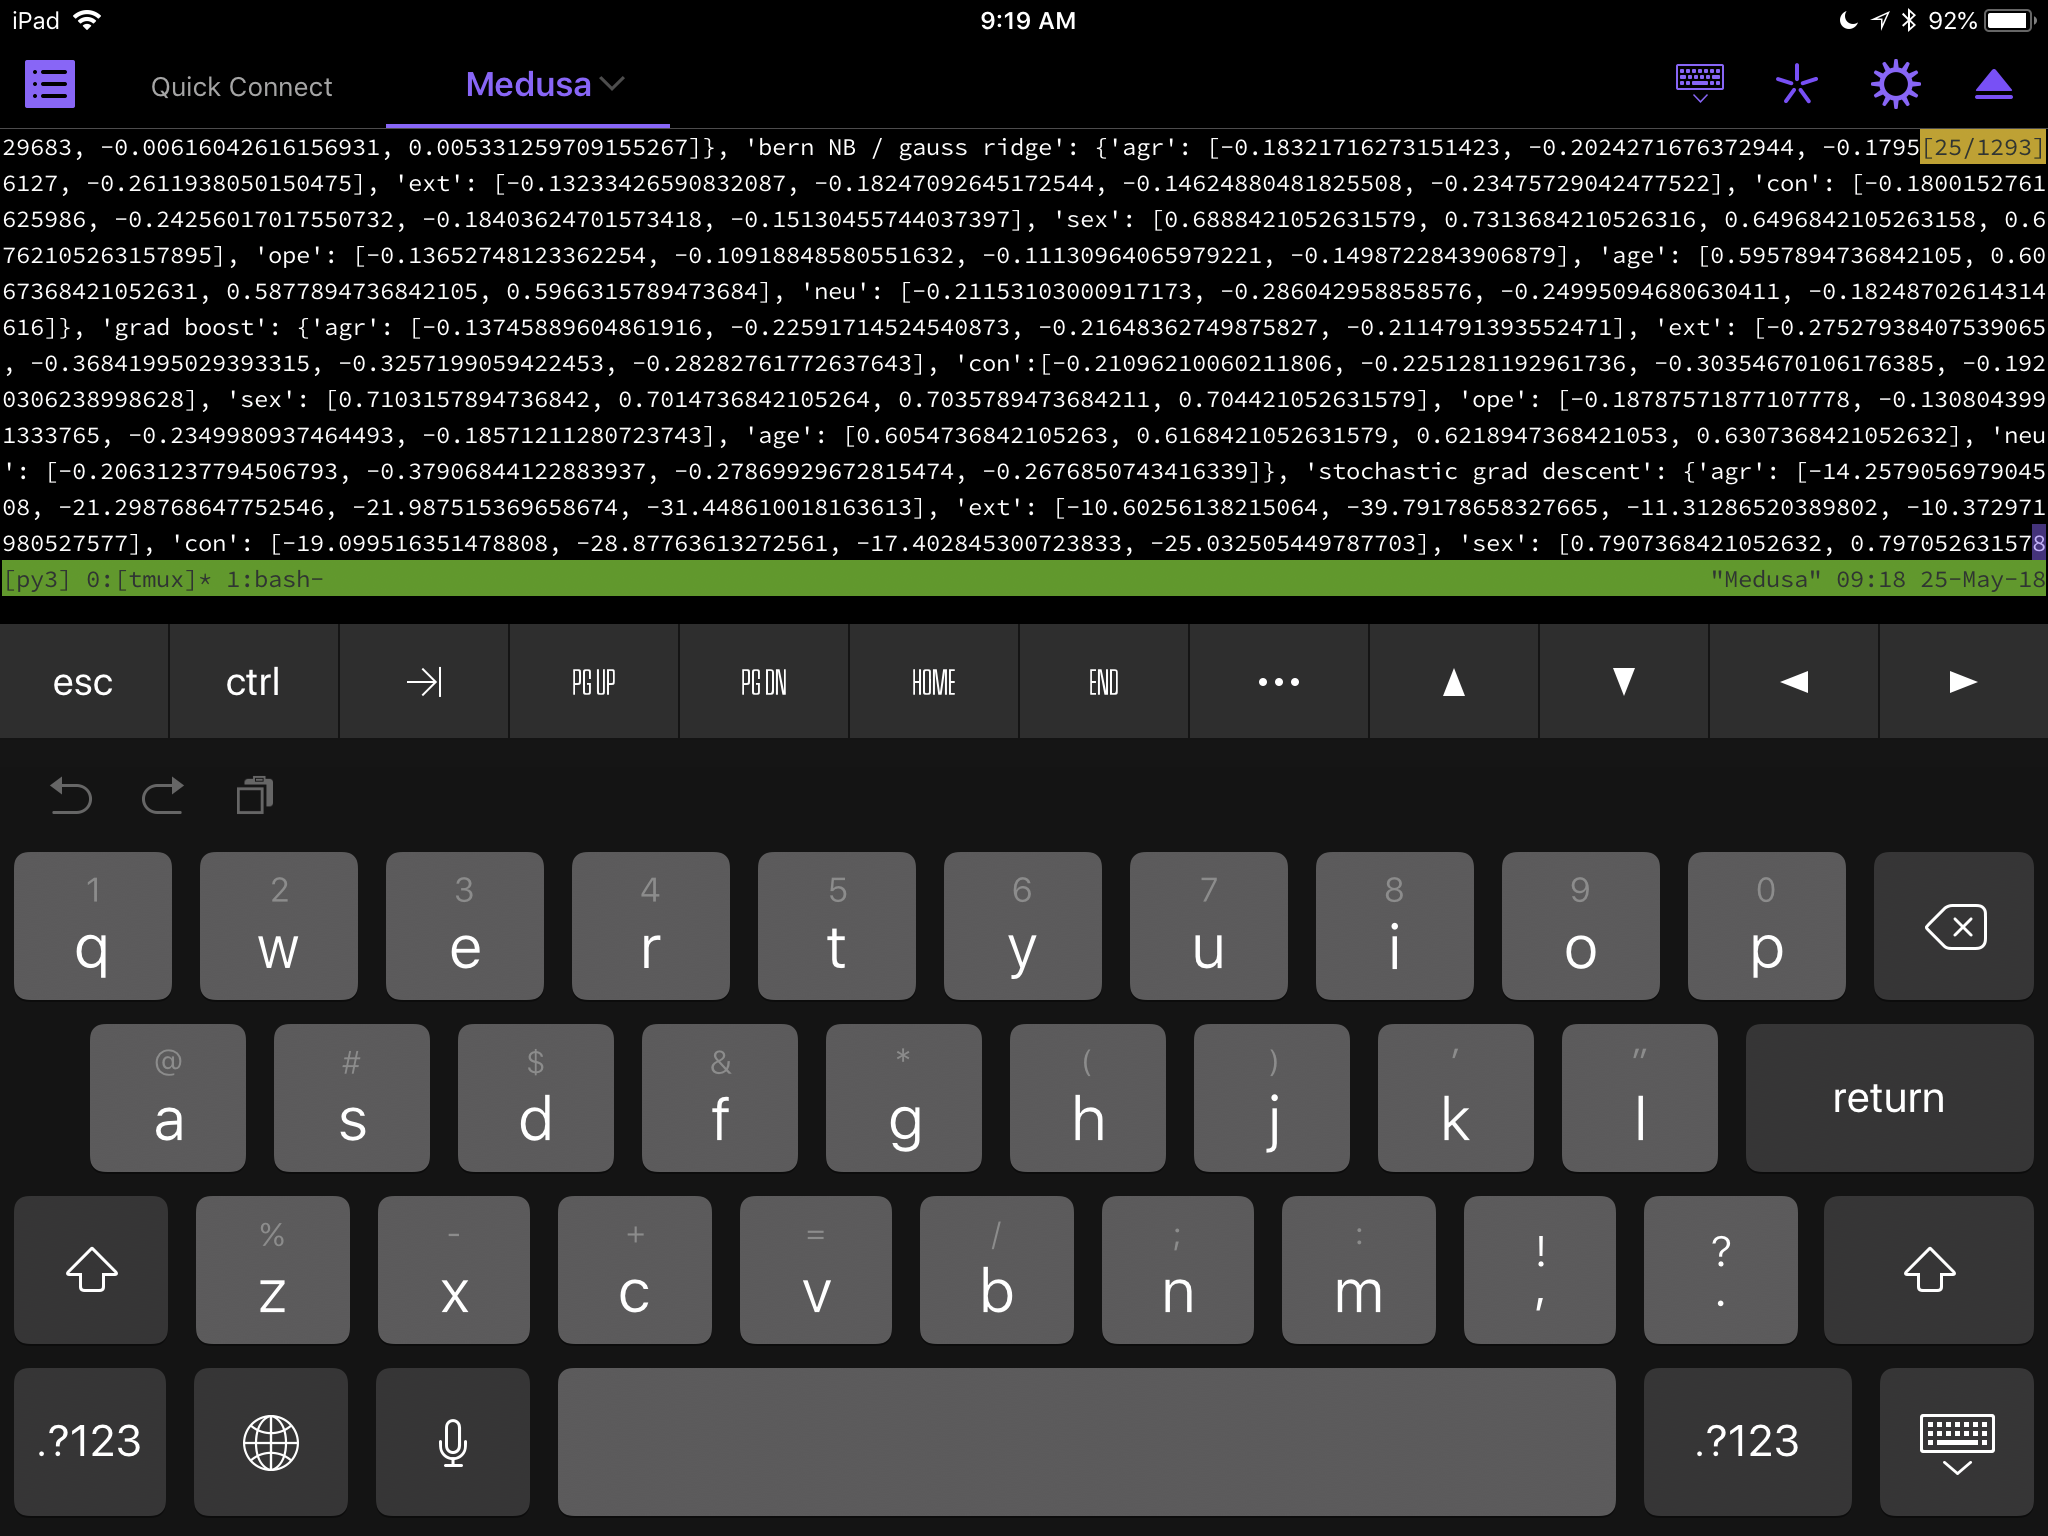 iPad 9:19 AM 92%
Quick Connect Medusa
29683, -0.00616042616156931, 0.005331259709155267]}, 'bern NB / gauss ridge': {'agr': [-0.18321716273151423, -0.2024271676372944, -0.1795[25/1293]
6127, -0.2611938050150475], 'ext': [-0.13233426590832087, -0.18247092645172544, -0.14624880481825508, -0.23475729042477522], 'con': [-0.1800152761
625986, -0.24256017017550732, -0.18403624701573418, -0.15130455744037397], 'sex': [0.6888421052631579, 0.7313684210526316, 0.6496842105263158, 0.6
762105263157895], 'ope': [-0.13652748123362254, -0.10918848580551632, -0.11130964065979221, -0.1498722843906879], 'age': [0.5957894736842105, 0.60
67368421052631, 0.5877894736842105, 0.5966315789473684], 'neu': [-0.21153103000917173, -0.286042958858576, -0.24995094680630411, -0.18248702614314
616]}, 'grad boost': {'agr': [-0.13745889604861916, -0.22591714524540873, -0.21648362749875827, -0.2114791393552471], 'ext': [-0.27527938407539065
, -0.36841995029393315, -0.3257199059422453, -0.28282761772637643], 'con':[-0.21096210060211806, -0.2251281192961736, -0.30354670106176385, -0.192
0306238998628], 'sex': [0.7103157894736842, 0.7014736842105264, 0.7035789473684211, 0.704421052631579], 'ope': [-0.18787571877107778, -0.130804399
1333765, -0.2349980937464493, -0.18571211280723743], 'age': [0.6054736842105263, 0.6168421052631579, 0.6218947368421053, 0.6307368421052632], 'neu
': [-0.20631237794506793, -0.37906844122883937, -0.27869929672815474, -0.2676850743416339]}, 'stochastic grad descent': {'agr': [-14.2579056979045
08, -21.298768647752546, -21.987515369658674, -31.448610018163613], 'ext': [-10.60256138215064, -39.79178658327665, -11.31286520389802, -10.372971
980527577], 'con': [-19.099516351478808, -28.87763613272561, -17.402845300723833, -25.032505449787703], 'sex': [0.7907368421052632, 0.797052631578
[py3] 0:[tmux]* 1:bash- "Medusa" 09:18 25-May-18
esc ctrl PG UP PG DN HOME END •••
1 2 3 4 5 6 7 8 9 0
q w e r t y u i o p
@ # $ & * ( ) ' "
a s d f g h j k l return
% - + = / ; : ! ?
z x c v b n m , .
.?123 .?123